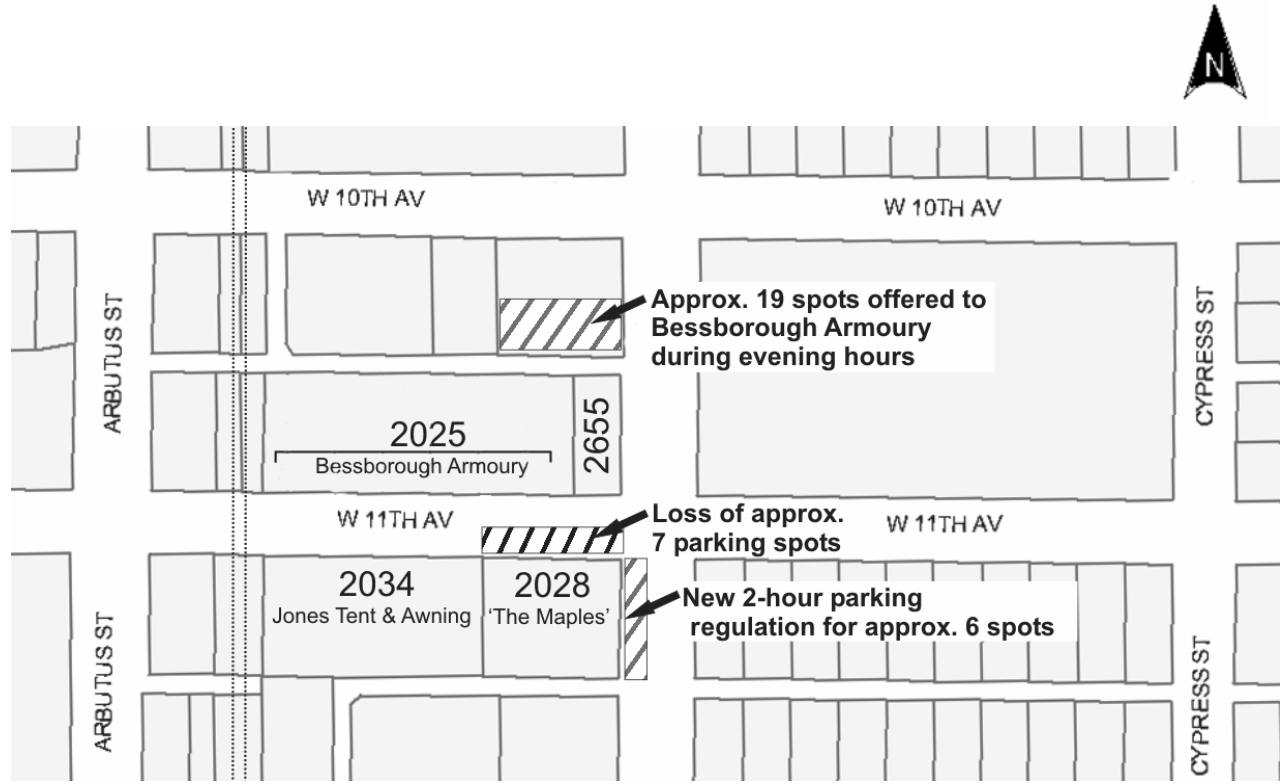 N
W 10TH AV
W 10TH AV
ARBUTUS ST
CYPRESS ST
Approx. 19 spots offered to
Bessborough Armoury
during evening hours
2025
Bessborough Armoury
2655
W 11TH AV
Loss of approx.
7 parking spots
W 11TH AV
2034
Jones Tent & Awning
2028
‘The Maples’
New 2-hour parking
regulation for approx. 6 spots
ARBUTUS ST
CYPRESS ST